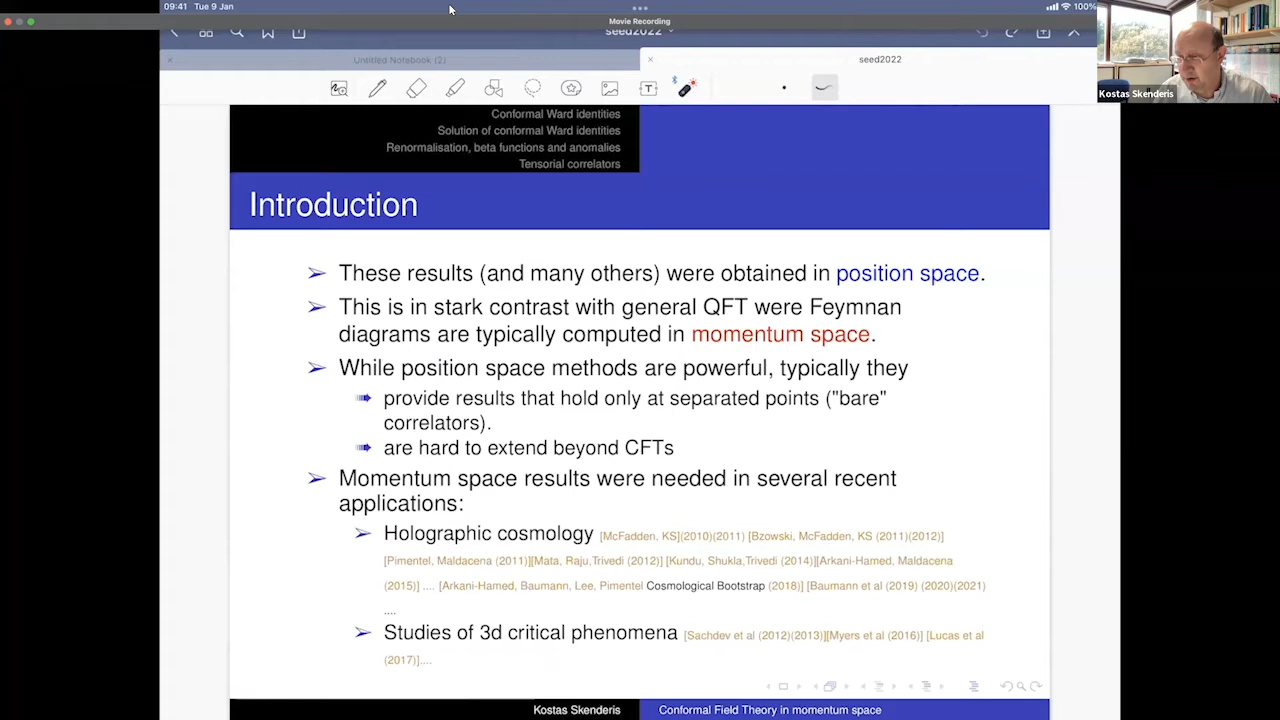 09:41 Tue 9 Jan
100%
Movie Recording
seed2022
Untitled Notebook (2)
seed2022
Kostas Skenderis
Conformal Ward identities
Solution of conformal Ward identities
Renormalisation, beta functions and anomalies
Tensorial correlators
Introduction
These results (and many others) were obtained in position space.
This is in stark contrast with general QFT were Feymnan
diagrams are typically computed in momentum space.
While position space methods are powerful, typically they
provide results that hold only at separated points ("bare"
correlators).
are hard to extend beyond CFTs
Momentum space results were needed in several recent
applications:
Holographic cosmology [McFadden, KS](2010)(2011) [Bzowski, McFadden, KS (2011)(2012)]
[Pimentel, Maldacena (2011)][Mata, Raju,Trivedi (2012)] [Kundu, Shukla,Trivedi (2014)][Arkani-Hamed, Maldacena
(2015)] .... [Arkani-Hamed, Baumann, Lee, Pimentel Cosmological Bootstrap (2018)] [Baumann et al (2019) (2020)(2021)
....
Studies of 3d critical phenomena [Sachdev et al (2012)(2013)][Myers et al (2016)] [Lucas et al
(2017)]....
Kostas Skenderis
Conformal Field Theory in momentum space